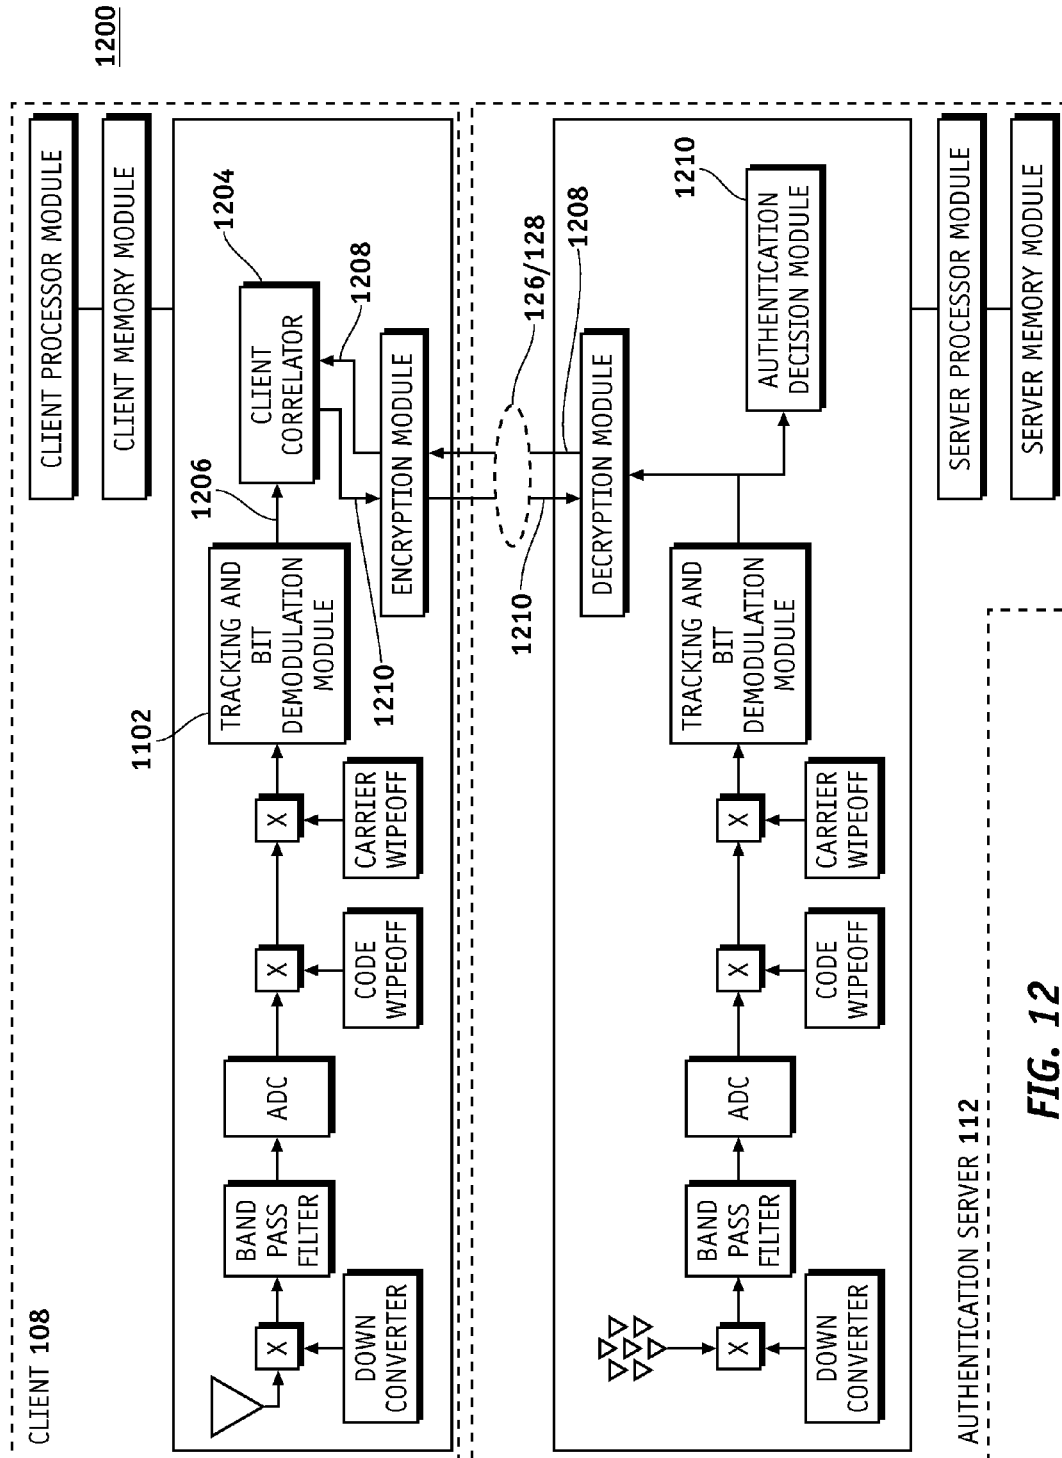 1200
CLIENT 108
CLIENT PROCESSOR MODULE
CLIENT MEMORY MODULE
DOWN
CONVERTER
X
BAND
PASS
FILTER
ADC
X
CODE
WIPEOFF
X
CARRIER
WIPEOFF
1102
TRACKING AND
BIT
DEMODULATION
MODULE
1206
CLIENT
CORRELATOR
1204
1208
1210
ENCRYPTION MODULE
126/128
1208
1210
DECRYPTION MODULE
DOWN
CONVERTER
X
BAND
PASS
FILTER
ADC
X
CODE
WIPEOFF
X
CARRIER
WIPEOFF
TRACKING AND
BIT
DEMODULATION
MODULE
AUTHENTICATION
DECISION MODULE
1210
SERVER PROCESSOR MODULE
SERVER MEMORY MODULE
AUTHENTICATION SERVER 112
FIG. 12